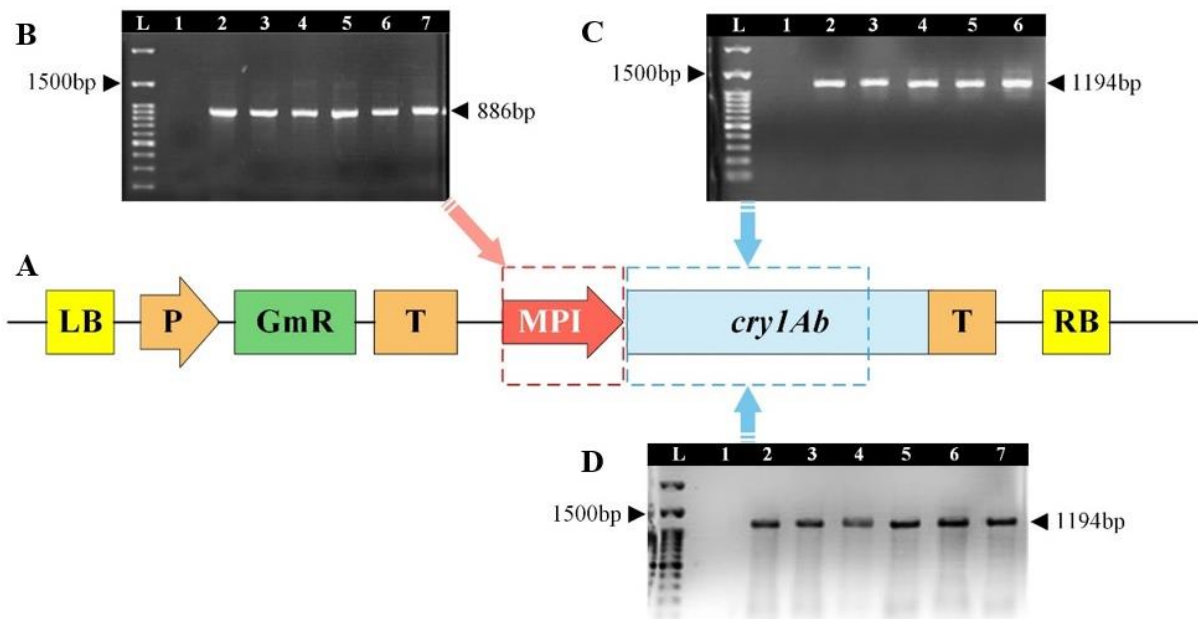 B
L 1 2 3 4 5 6 7
1500bp
886bp
C
L 1 2 3 4 5 6
1500bp
1194bp
A
LB P GmR T MPI cry1Ab T RB
D
L 1 2 3 4 5 6 7
1500bp
1194bp